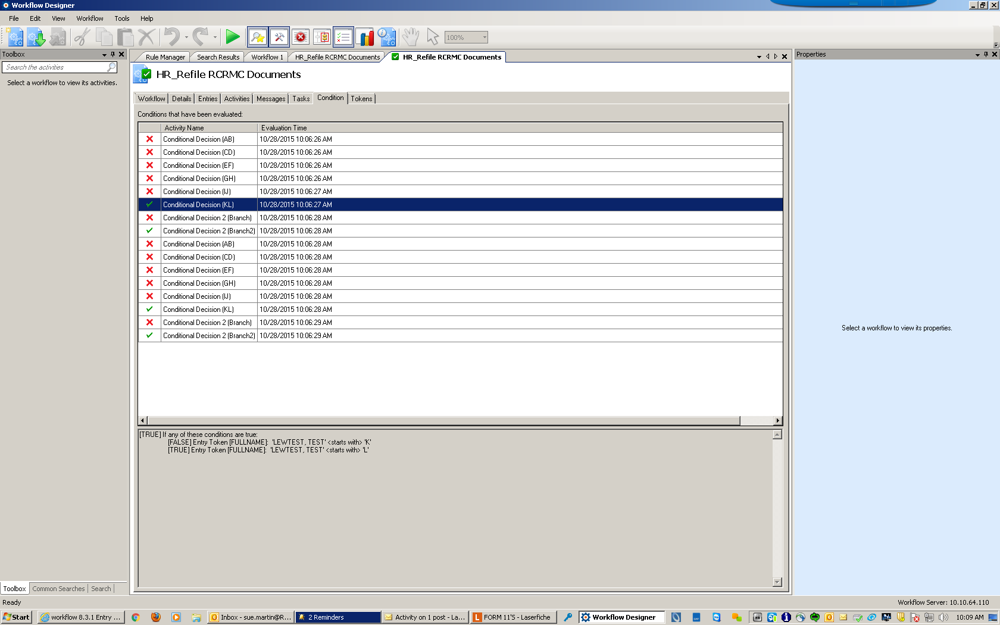 Workflow Designer
File Edit View Workflow Tools Help
100%
Toolbox
Search the activities
Select a workflow to view its activities.
Rule Manager Search Results Workflow 1 HR_Refile RCRMC Documents HR_Refile RCRMC Documents
HR_Refile RCRMC Documents
Workflow Details Entries Activities Messages Tasks Condition Tokens
Conditions that have been evaluated:
Activity Name Evaluation Time
Conditional Decision (AB) 10/28/2015 10:06:26 AM
Conditional Decision (CD) 10/28/2015 10:06:26 AM
Conditional Decision (EF) 10/28/2015 10:06:26 AM
Conditional Decision (GH) 10/28/2015 10:06:26 AM
Conditional Decision (IJ) 10/28/2015 10:06:27 AM
Conditional Decision (KL) 10/28/2015 10:06:27 AM
Conditional Decision 2 (Branch) 10/28/2015 10:06:28 AM
Conditional Decision 2 (Branch2) 10/28/2015 10:06:28 AM
Conditional Decision (AB) 10/28/2015 10:06:28 AM
Conditional Decision (CD) 10/28/2015 10:06:28 AM
Conditional Decision (EF) 10/28/2015 10:06:28 AM
Conditional Decision (GH) 10/28/2015 10:06:28 AM
Conditional Decision (IJ) 10/28/2015 10:06:28 AM
Conditional Decision (KL) 10/28/2015 10:06:28 AM
Conditional Decision 2 (Branch) 10/28/2015 10:06:29 AM
Conditional Decision 2 (Branch2) 10/28/2015 10:06:29 AM
[TRUE] If any of these conditions are true:
[FALSE] Entry Token [FULLNAME]: 'LEWTEST, TEST' <starts with> 'K'
[TRUE] Entry Token [FULLNAME]: 'LEWTEST, TEST' <starts with> 'L'
Properties
Select a workflow to view its properties.
Toolbox Common Searches Search
Ready
Workflow Server: 10.10.64.110
Start workflow 8.3.1 Entry ... Inbox - sue.martin@R... 2 Reminders Activity on 1 post - La... FORM 11'S - Laserfiche Workflow Designer 10:09 AM